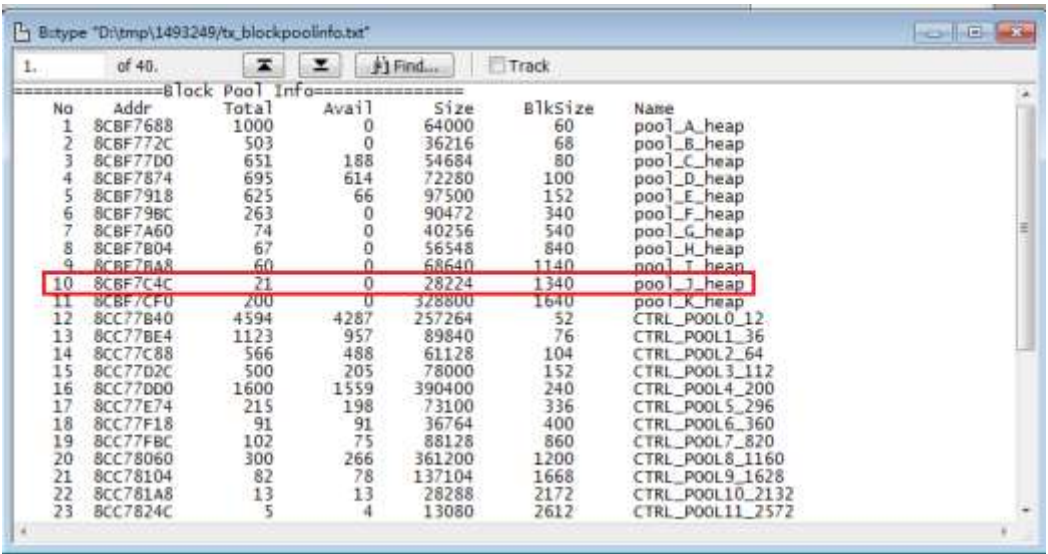 B::type "D:\tmp\1493249/tx_blockpoolinfo.txt"
1. of 40. Find... Track
================Block Pool Info================
No Addr Total Avail Size BlkSize Name
1 8CBF7688 1000 0 64000 60 pool_A_heap
2 8CBF772C 503 0 36216 68 pool_B_heap
3 8CBF77D0 651 188 54684 80 pool_C_heap
4 8CBF7874 695 614 72280 100 pool_D_heap
5 8CBF7918 625 66 97500 152 pool_E_heap
6 8CBF79BC 263 0 90472 340 pool_F_heap
7 8CBF7A60 74 0 40256 540 pool_G_heap
8 8CBF7B04 67 0 56548 840 pool_H_heap
9 8CBF7BA8 60 0 68640 1140 pool_I_heap
10 8CBF7C4C 21 0 28224 1340 pool_J_heap
11 8CBF7CF0 200 0 328800 1640 pool_K_heap
12 8CC77B40 4594 4287 257264 52 CTRL_POOL0_12
13 8CC77BE4 1123 957 89840 76 CTRL_POOL1_36
14 8CC77C88 566 488 61128 104 CTRL_POOL2_64
15 8CC77D2C 500 205 78000 152 CTRL_POOL3_112
16 8CC77DD0 1600 1559 390400 240 CTRL_POOL4_200
17 8CC77E74 215 198 73100 336 CTRL_POOL5_296
18 8CC77F18 91 91 36764 400 CTRL_POOL6_360
19 8CC77FBC 102 75 88128 860 CTRL_POOL7_820
20 8CC78060 300 266 361200 1200 CTRL_POOL8_1160
21 8CC78104 82 78 137104 1668 CTRL_POOL9_1628
22 8CC781A8 13 13 28288 2172 CTRL_POOL10_2132
23 8CC7824C 5 4 13080 2612 CTRL_POOL11_2572